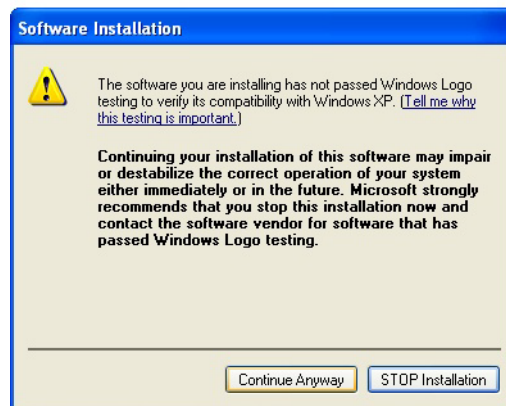 Software Installation
The software you are installing has not passed Windows Logo
testing to verify its compatibility with Windows XP. (Tell me why
this testing is important.)
Continuing your installation of this software may impair
or destabilize the correct operation of your system
either immediately or in the future. Microsoft strongly
recommends that you stop this installation now and
contact the software vendor for software that has
passed Windows Logo testing.
Continue Anyway
STOP Installation